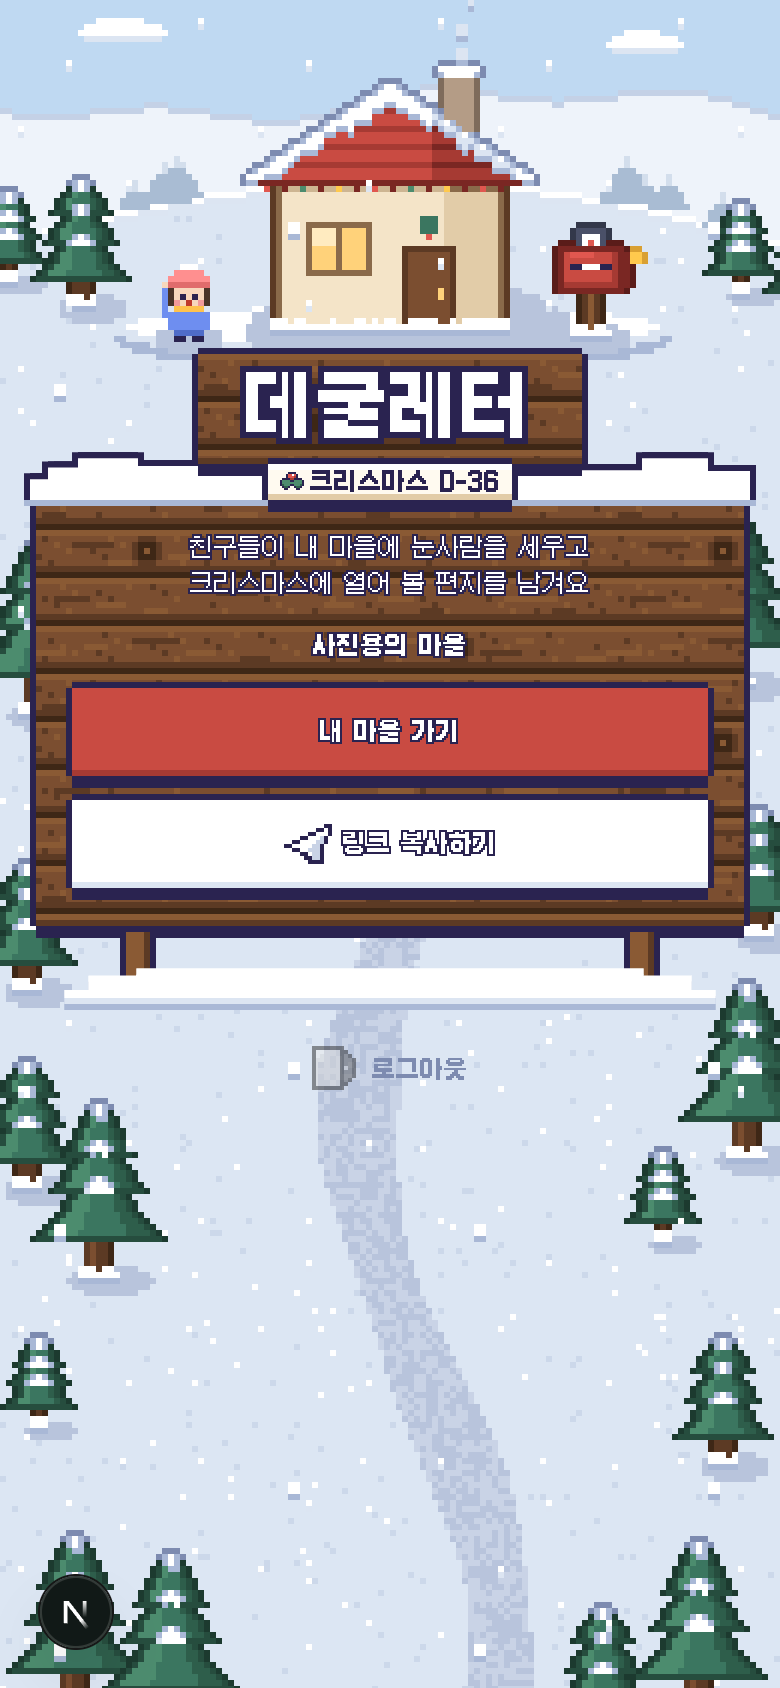 데굴레터
크리스마스 D-36
친구들이 내 마을에 눈사람을 세우고
크리스마스에 열어 볼 편지를 남겨요
사진용의 마을
내 마을 가기
링크 복사하기
로그아웃
N